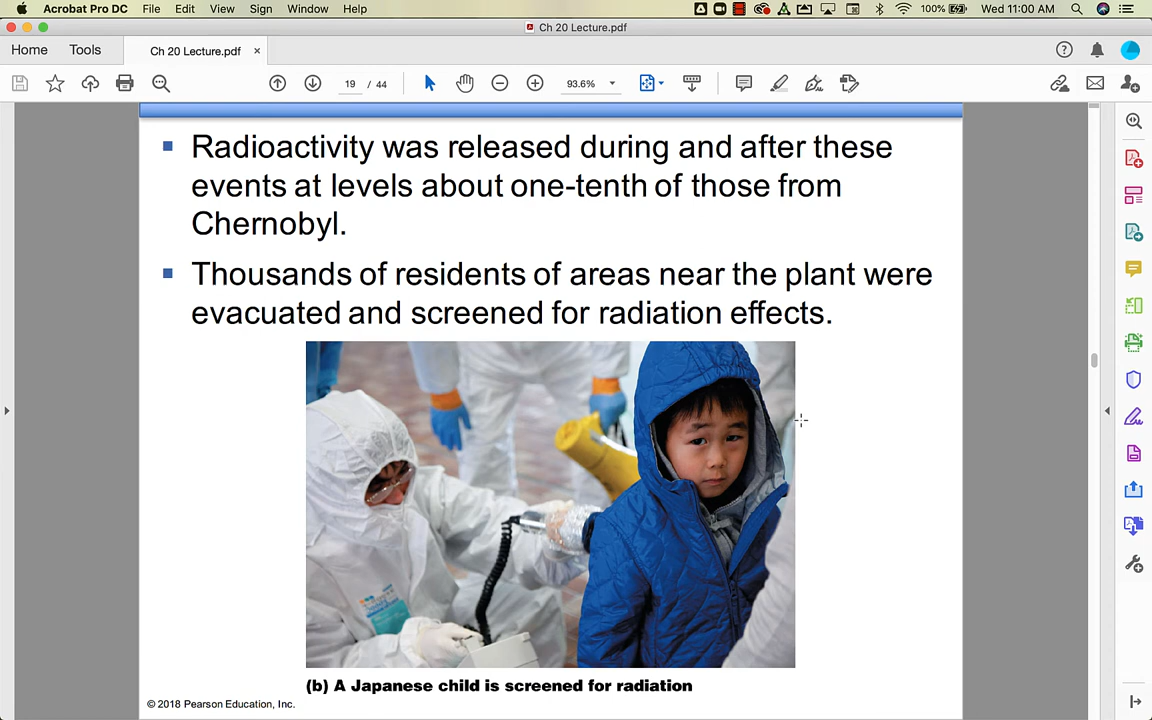 Acrobat Pro DC File Edit View Sign Window Help 100% Wed 11:00 AM
Ch 20 Lecture.pdf
Home Tools Ch 20 Lecture.pdf ×
19 / 44 93.6%
Radioactivity was released during and after these
events at levels about one-tenth of those from
Chernobyl.
Thousands of residents of areas near the plant were
evacuated and screened for radiation effects.
(b) A Japanese child is screened for radiation
© 2018 Pearson Education, Inc.